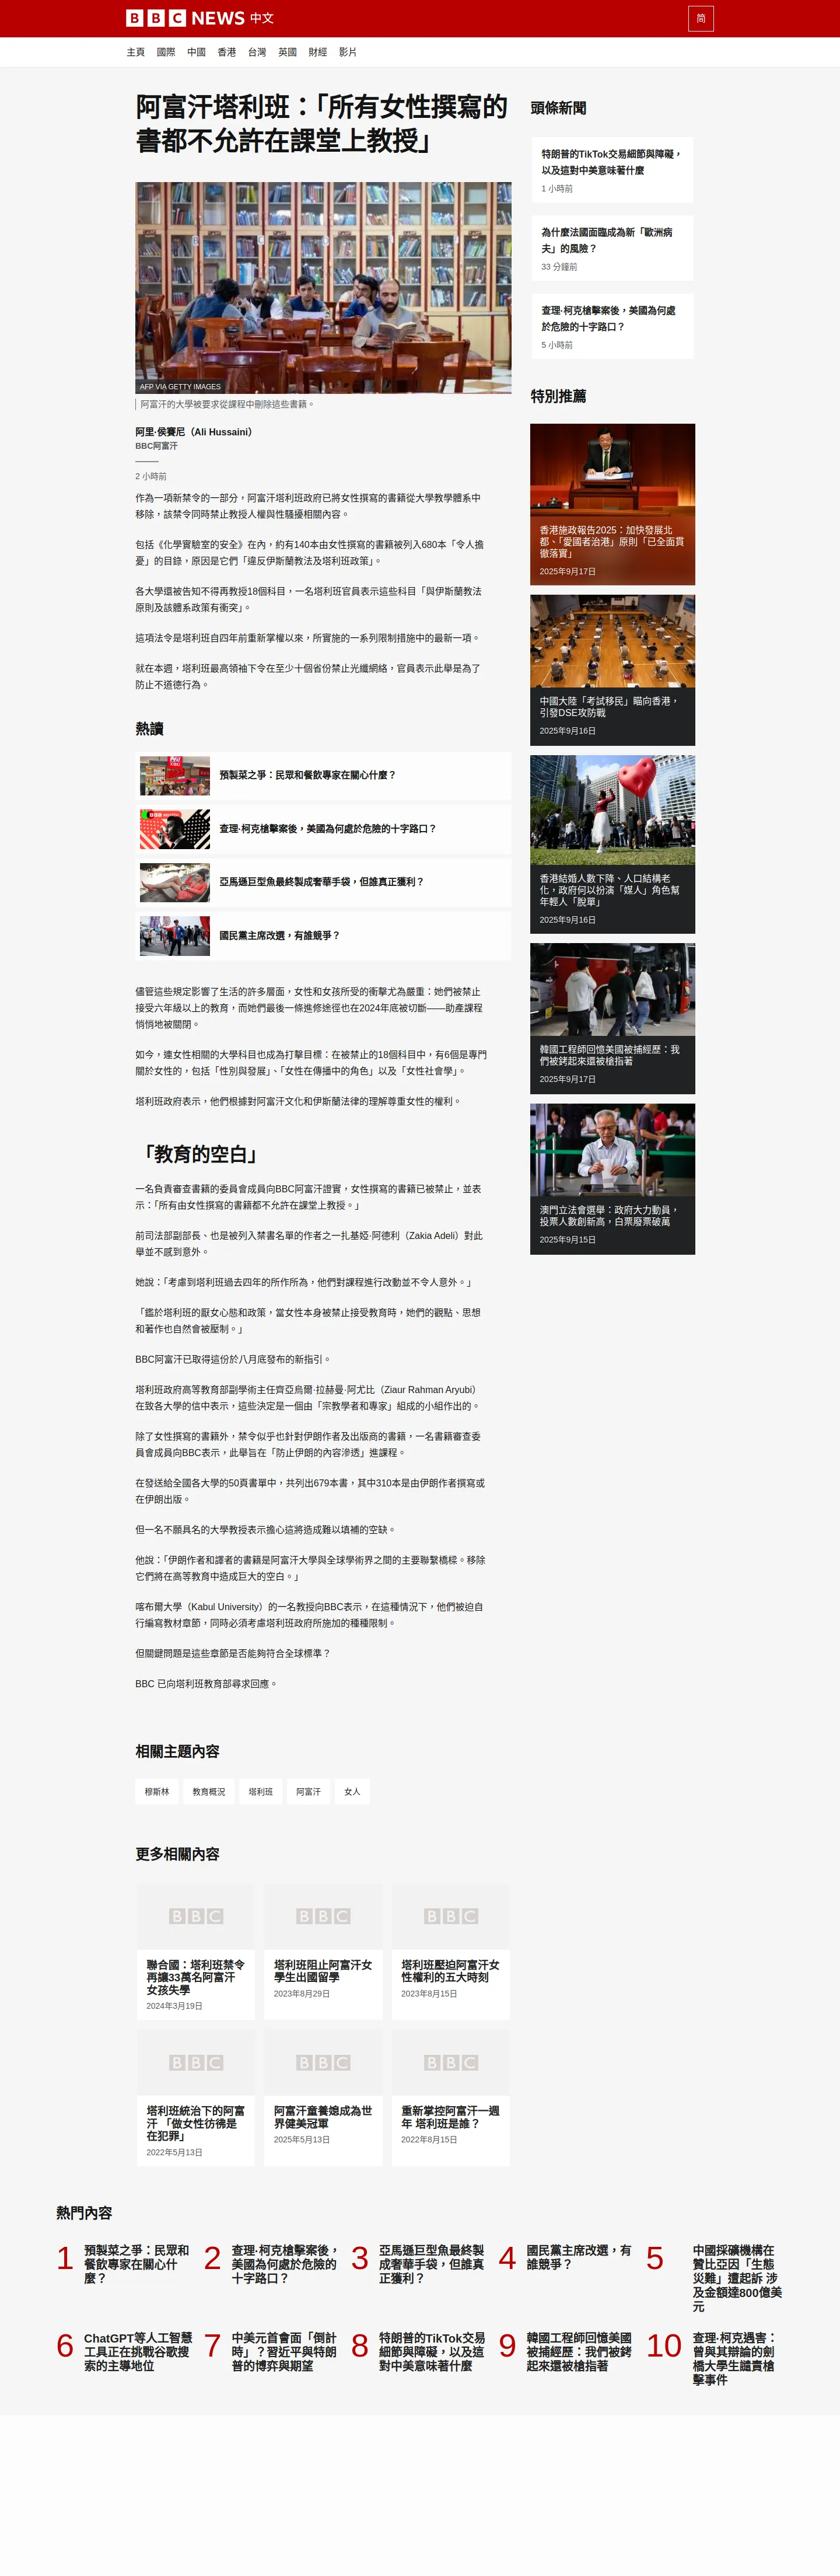 BBC NEWS 中文
简
主頁 國際 中國 香港 台灣 英國 財經 影片
阿富汗塔利班：「所有女性撰寫的
書都不允許在課堂上教授」
AFP VIA GETTY IMAGES
阿富汗的大學被要求從課程中刪除這些書籍。
阿里·侯賽尼（Ali Hussaini）
BBC阿富汗
2 小時前
作為一項新禁令的一部分，阿富汗塔利班政府已將女性撰寫的書籍從大學教學體系中
移除，該禁令同時禁止教授人權與性騷擾相關內容。
包括《化學實驗室的安全》在內，約有140本由女性撰寫的書籍被列入680本「令人擔
憂」的目錄，原因是它們「違反伊斯蘭教法及塔利班政策」。
各大學還被告知不得再教授18個科目，一名塔利班官員表示這些科目「與伊斯蘭教法
原則及該體系政策有衝突」。
這項法令是塔利班自四年前重新掌權以來，所實施的一系列限制措施中的最新一項。
就在本週，塔利班最高領袖下令在至少十個省份禁止光纖網絡，官員表示此舉是為了
防止不道德行為。
熱讀
預製菜之爭：民眾和餐飲專家在關心什麼？
查理·柯克槍擊案後，美國為何處於危險的十字路口？
亞馬遜巨型魚最終製成奢華手袋，但誰真正獲利？
國民黨主席改選，有誰競爭？
儘管這些規定影響了生活的許多層面，女性和女孩所受的衝擊尤為嚴重：她們被禁止
接受六年級以上的教育，而她們最後一條進修途徑也在2024年底被切斷——助產課程
悄悄地被關閉。
如今，連女性相關的大學科目也成為打擊目標：在被禁止的18個科目中，有6個是專門
關於女性的，包括「性別與發展」、「女性在傳播中的角色」以及「女性社會學」。
塔利班政府表示，他們根據對阿富汗文化和伊斯蘭法律的理解尊重女性的權利。
「教育的空白」
一名負責審查書籍的委員會成員向BBC阿富汗證實，女性撰寫的書籍已被禁止，並表
示：「所有由女性撰寫的書籍都不允許在課堂上教授。」
前司法部副部長、也是被列入禁書名單的作者之一扎基婭·阿德利（Zakia Adeli）對此
舉並不感到意外。
她說：「考慮到塔利班過去四年的所作所為，他們對課程進行改動並不令人意外。」
「鑑於塔利班的厭女心態和政策，當女性本身被禁止接受教育時，她們的觀點、思想
和著作也自然會被壓制。」
BBC阿富汗已取得這份於八月底發布的新指引。
塔利班政府高等教育部副學術主任齊亞烏爾·拉赫曼·阿尤比（Ziaur Rahman Aryubi）
在致各大學的信中表示，這些決定是一個由「宗教學者和專家」組成的小組作出的。
除了女性撰寫的書籍外，禁令似乎也針對伊朗作者及出版商的書籍，一名書籍審查委
員會成員向BBC表示，此舉旨在「防止伊朗的內容滲透」進課程。
在發送給全國各大學的50頁書單中，共列出679本書，其中310本是由伊朗作者撰寫或
在伊朗出版。
但一名不願具名的大學教授表示擔心這將造成難以填補的空缺。
他說：「伊朗作者和譯者的書籍是阿富汗大學與全球學術界之間的主要聯繫橋樑。移除
它們將在高等教育中造成巨大的空白。」
喀布爾大學（Kabul University）的一名教授向BBC表示，在這種情況下，他們被迫自
行編寫教材章節，同時必須考慮塔利班政府所施加的種種限制。
但關鍵問題是這些章節是否能夠符合全球標準？
BBC 已向塔利班教育部尋求回應。
相關主題內容
穆斯林 教育概況 塔利班 阿富汗 女人
更多相關內容
BBC BBC BBC
聯合國：塔利班禁令
再讓33萬名阿富汗
女孩失學
2024年3月19日
塔利班阻止阿富汗女
學生出國留學
2023年8月29日
塔利班壓迫阿富汗女
性權利的五大時刻
2023年8月15日
BBC BBC BBC
塔利班統治下的阿富
汗 「做女性彷彿是
在犯罪」
2022年5月13日
阿富汗童養媳成為世
界健美冠軍
2025年5月13日
重新掌控阿富汗一週
年 塔利班是誰？
2022年8月15日
頭條新聞
特朗普的TikTok交易細節與障礙，
以及這對中美意味著什麼
1 小時前
為什麼法國面臨成為新「歐洲病
夫」的風險？
33 分鐘前
查理·柯克槍擊案後，美國為何處
於危險的十字路口？
5 小時前
特別推薦
香港施政報告2025：加快發展北
都、「愛國者治港」原則「已全面貫
徹落實」
2025年9月17日
中國大陸「考試移民」瞄向香港，
引發DSE攻防戰
2025年9月16日
香港結婚人數下降、人口結構老
化，政府何以扮演「媒人」角色幫
年輕人「脫單」
2025年9月16日
韓國工程師回憶美國被捕經歷：我
們被銬起來還被槍指著
2025年9月17日
澳門立法會選舉：政府大力動員，
投票人數創新高，白票廢票破萬
2025年9月15日
熱門內容
1
預製菜之爭：民眾和
餐飲專家在關心什
麼？
2
查理·柯克槍擊案後，
美國為何處於危險的
十字路口？
3
亞馬遜巨型魚最終製
成奢華手袋，但誰真
正獲利？
4
國民黨主席改選，有
誰競爭？
5
中國採礦機構在
贊比亞因「生態
災難」遭起訴 涉
及金額達800億美
元
6
ChatGPT等人工智慧
工具正在挑戰谷歌搜
索的主導地位
7
中美元首會面「倒計
時」？習近平與特朗
普的博弈與期望
8
特朗普的TikTok交易
細節與障礙，以及這
對中美意味著什麼
9
韓國工程師回憶美國
被捕經歷：我們被銬
起來還被槍指著
10
查理·柯克遇害：
曾與其辯論的劍
橋大學生譴責槍
擊事件